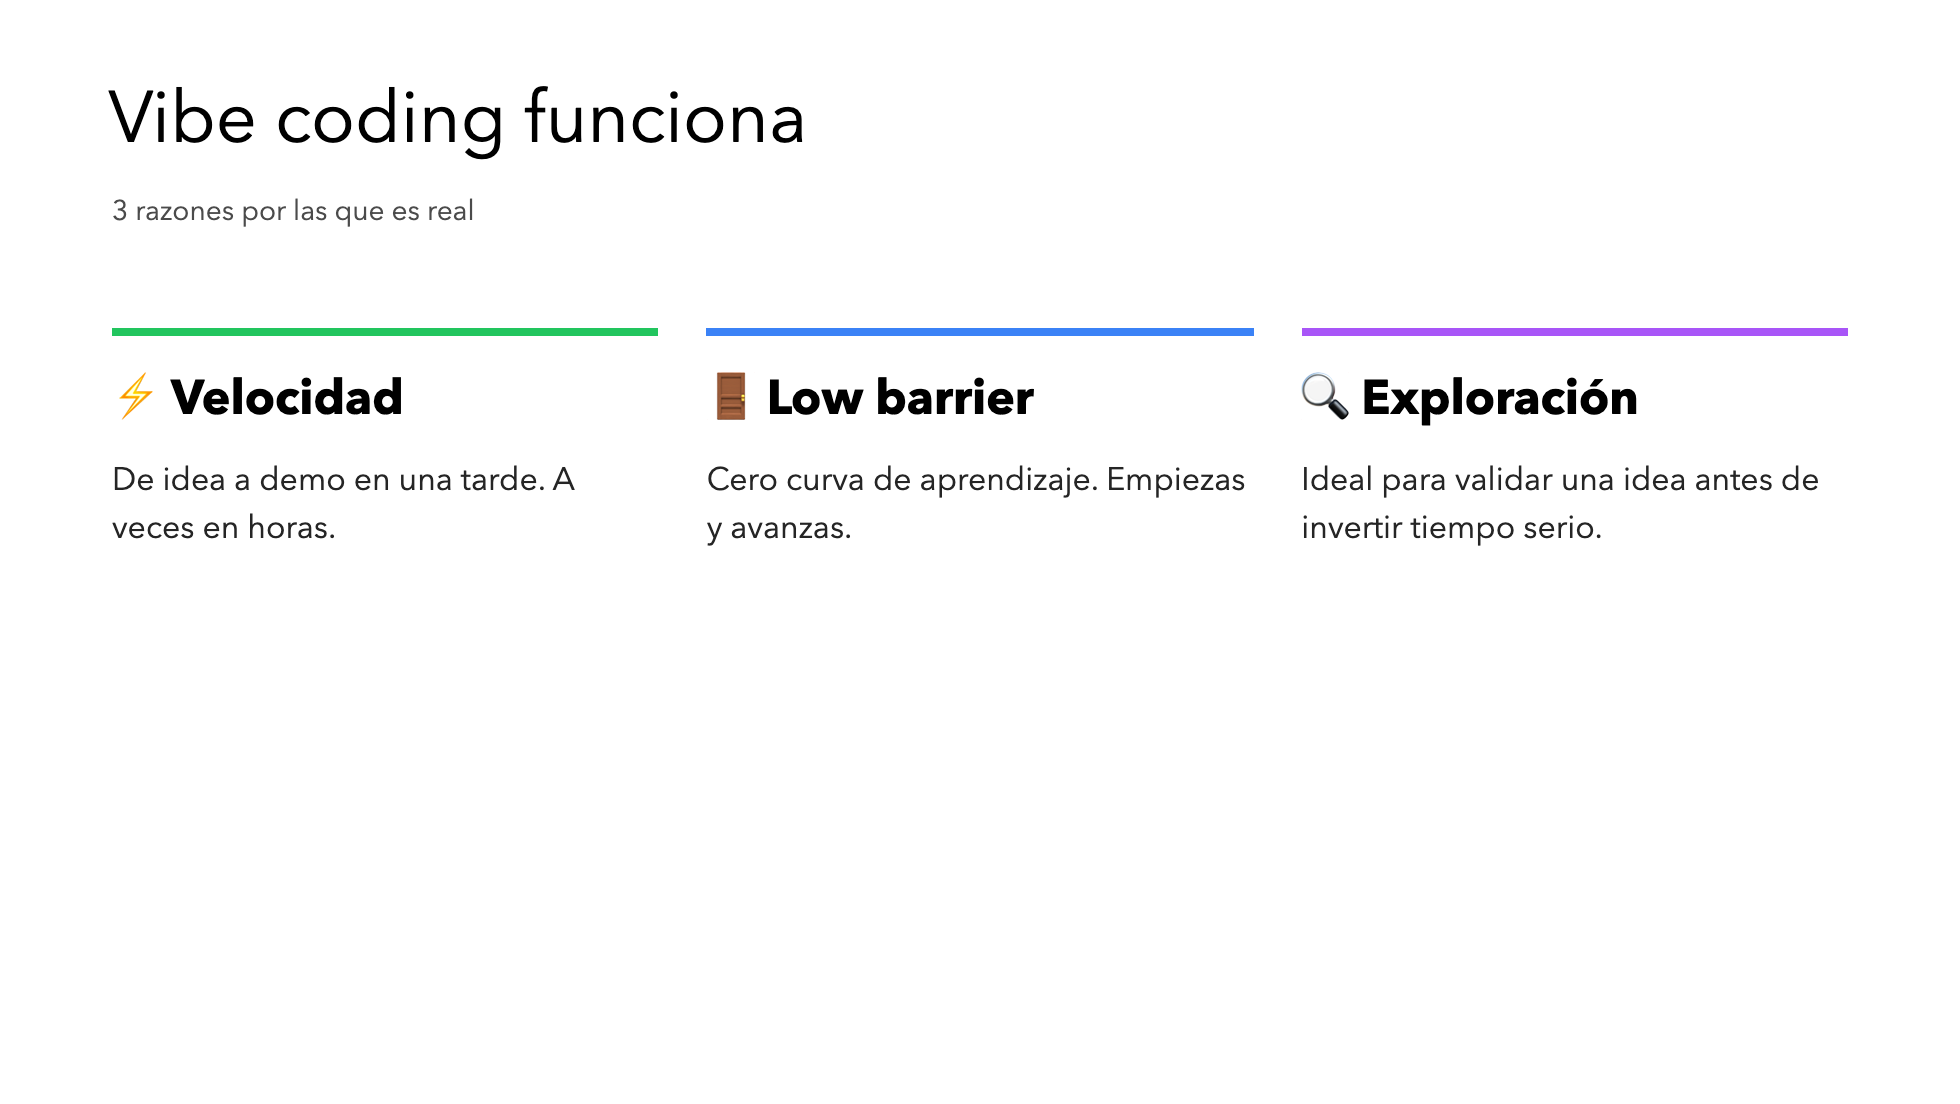 Vibe coding funciona
3 razones por las que es real
⚡ Velocidad
De idea a demo en una tarde. A
veces en horas.
🚪 Low barrier
Cero curva de aprendizaje. Empiezas
y avanzas.
🔍 Exploración
Ideal para validar una idea antes de
invertir tiempo serio.